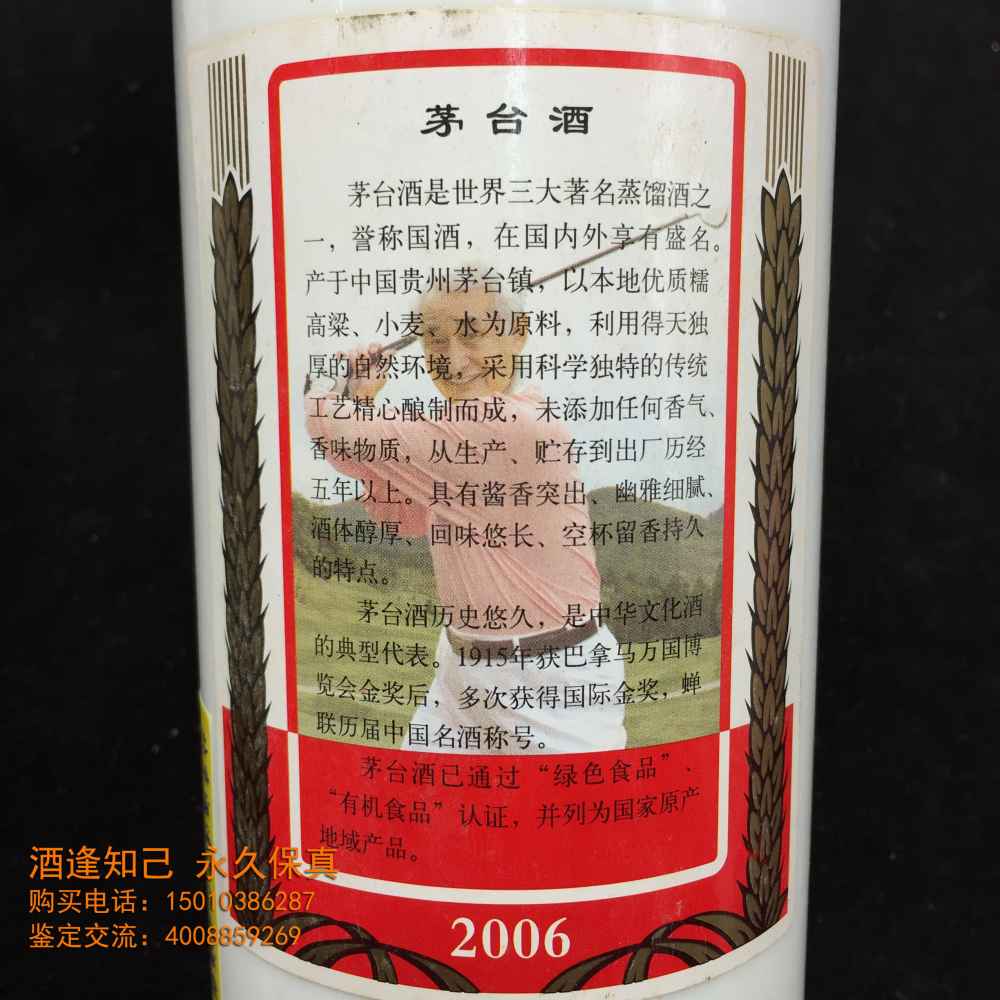 茅台酒
茅台酒是世界三大著名蒸馏酒之
一，誉称国酒，在国内外享有盛名。
产于中国贵州茅台镇，以本地优质糯
高粱、小麦、水为原料，利用得天独
厚的自然环境，采用科学独特的传统
工艺精心酿制而成，未添加任何香气、
香味物质，从生产、贮存到出厂历经
五年以上。具有酱香突出、幽雅细腻、
酒体醇厚、回味悠长、空杯留香持久
的特点。
茅台酒历史悠久，是中华文化酒
的典型代表。1915年获巴拿马万国博
览会金奖后，多次获得国际金奖，蝉
联历届中国名酒称号。
茅台酒已通过“绿色食品”、
“有机食品”认证，并列为国家原产
地域产品。
2006
酒逢知己 永久保真
购买电话：15010386287
鉴定交流：4008859269